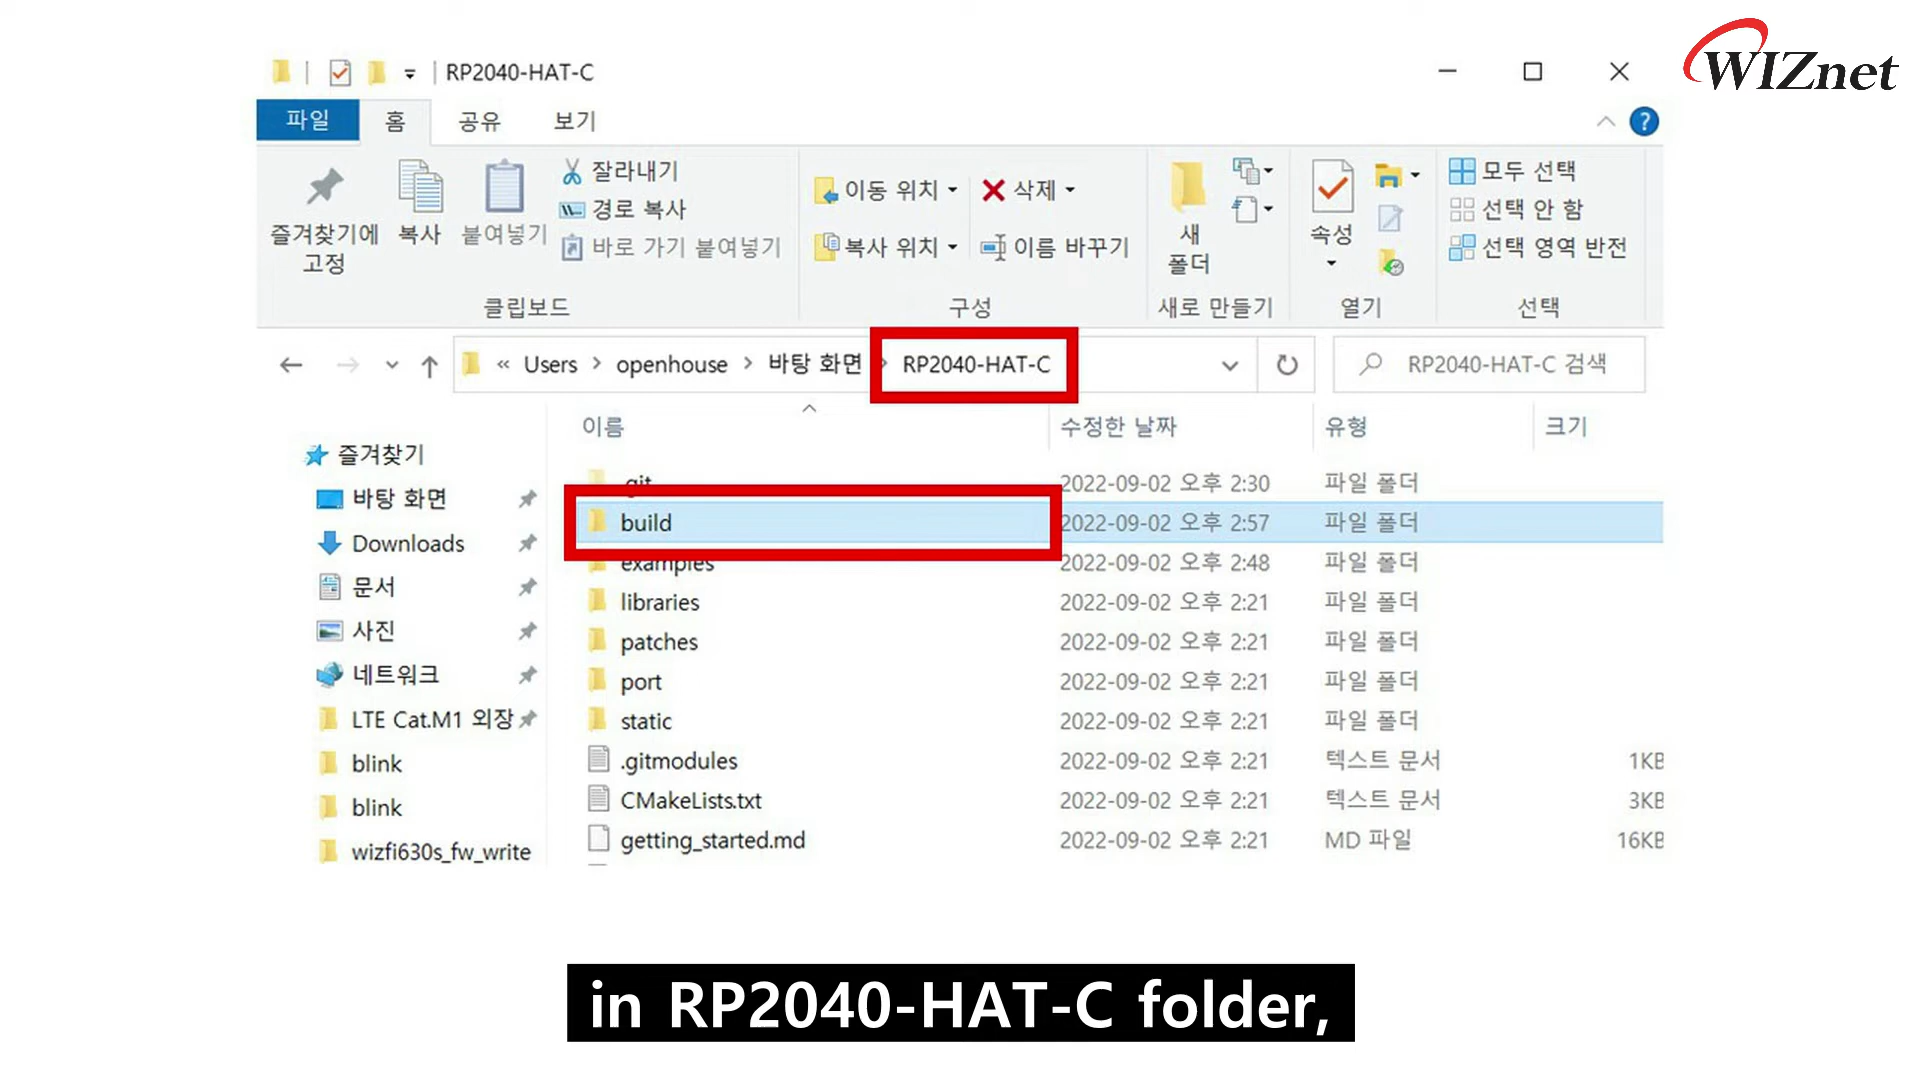 WIZnet
RP2040-HAT-C
파일 홈 공유 보기
즐겨찾기에 고정
복사
붙여넣기
잘라내기
경로 복사
바로 가기 붙여넣기
클립보드
이동 위치
복사 위치
삭제
이름 바꾸기
구성
새 폴더
새로 만들기
속성
열기
모두 선택
선택 안 함
선택 영역 반전
선택
« Users > openhouse > 바탕 화면 > RP2040-HAT-C
RP2040-HAT-C 검색
즐겨찾기
바탕 화면
Downloads
문서
사진
네트워크
LTE Cat.M1 외장
blink
blink
wizfi630s_fw_write
이름 수정한 날짜 유형 크기
.git 2022-09-02 오후 2:30 파일 폴더
build 2022-09-02 오후 2:57 파일 폴더
examples 2022-09-02 오후 2:48 파일 폴더
libraries 2022-09-02 오후 2:21 파일 폴더
patches 2022-09-02 오후 2:21 파일 폴더
port 2022-09-02 오후 2:21 파일 폴더
static 2022-09-02 오후 2:21 파일 폴더
.gitmodules 2022-09-02 오후 2:21 텍스트 문서 1KB
CMakeLists.txt 2022-09-02 오후 2:21 텍스트 문서 3KB
getting_started.md 2022-09-02 오후 2:21 MD 파일 16KB
in RP2040-HAT-C folder,